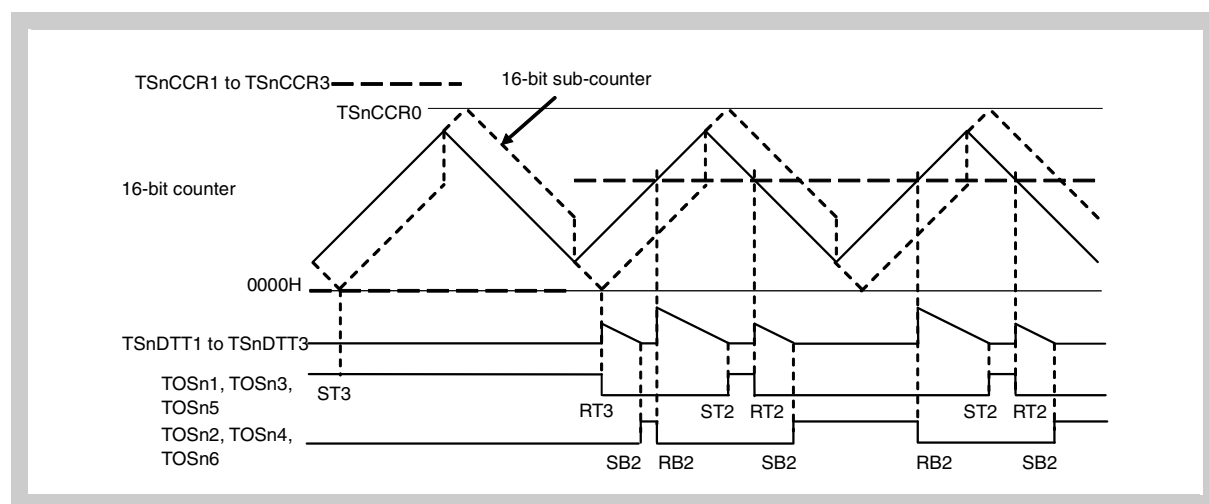 TSnCCR1 to TSnCCR3
16-bit sub-counter
TSnCCR0
16-bit counter
0000H
TSnDTT1 to TSnDTT3
TOSn1, TOSn3,
TOSn5
ST3
RT3
ST2
RT2
ST2
RT2
TOSn2, TOSn4,
TOSn6
SB2
RB2
SB2
RB2
SB2